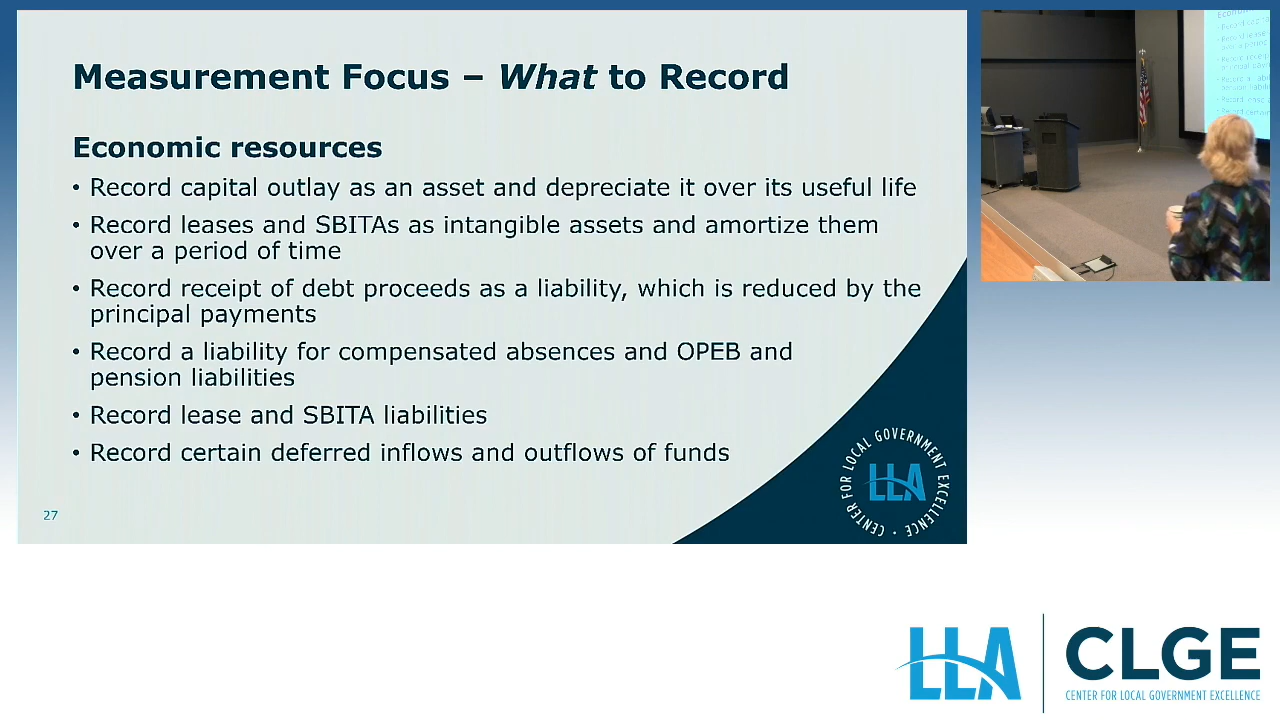 Measurement Focus – What to Record
Economic resources
• Record capital outlay as an asset and depreciate it over its useful life
• Record leases and SBITAs as intangible assets and amortize them
over a period of time
• Record receipt of debt proceeds as a liability, which is reduced by the
principal payments
• Record a liability for compensated absences and OPEB and
pension liabilities
• Record lease and SBITA liabilities
• Record certain deferred inflows and outflows of funds
27
CENTER FOR LOCAL GOVERNMENT EXCELLENCE •
LLA
LLA
CLGE
CENTER FOR LOCAL GOVERNMENT EXCELLENCE